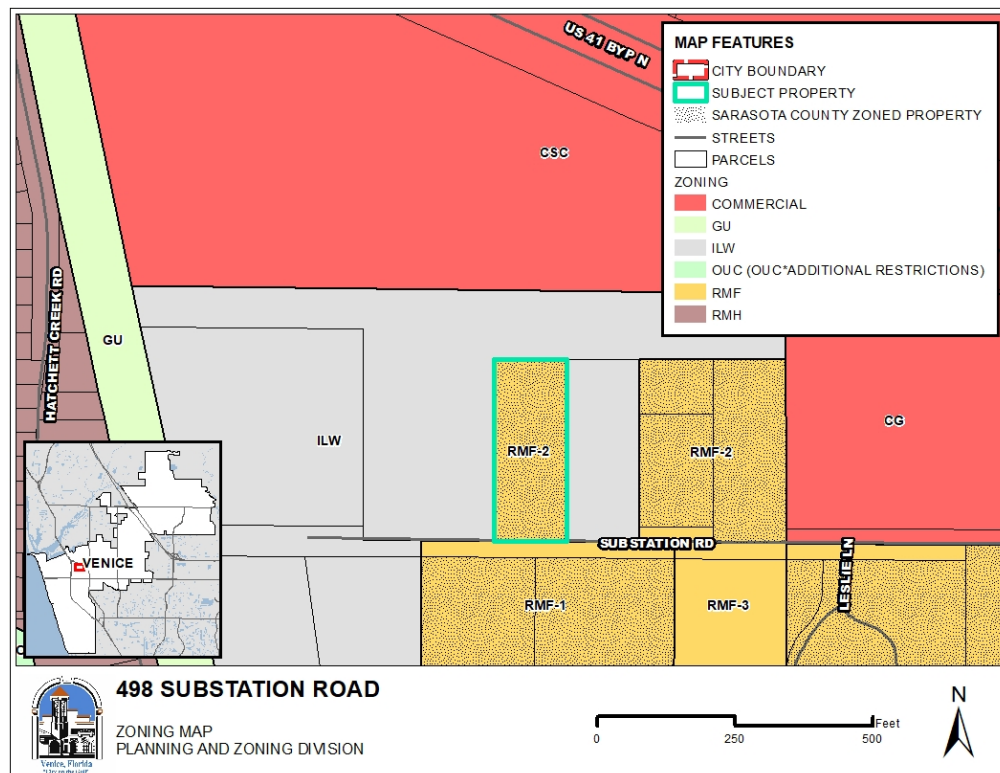 US 41 BYP N
MAP FEATURES
CITY BOUNDARY
SUBJECT PROPERTY
SARASOTA COUNTY ZONED PROPERTY
STREETS
PARCELS
ZONING
COMMERCIAL
GU
ILW
OUC (OUC*ADDITIONAL RESTRICTIONS)
RMF
RMH
CSC
HATCHETT CREEK RD
GU
ILW
RMF-2
RMF-2
CG
SUBSTATION RD
VENICE
RMF-1
RMF-3
LESLIE LN
498 SUBSTATION ROAD
ZONING MAP
PLANNING AND ZONING DIVISION
Venice, Florida
0 250 500
Feet
N